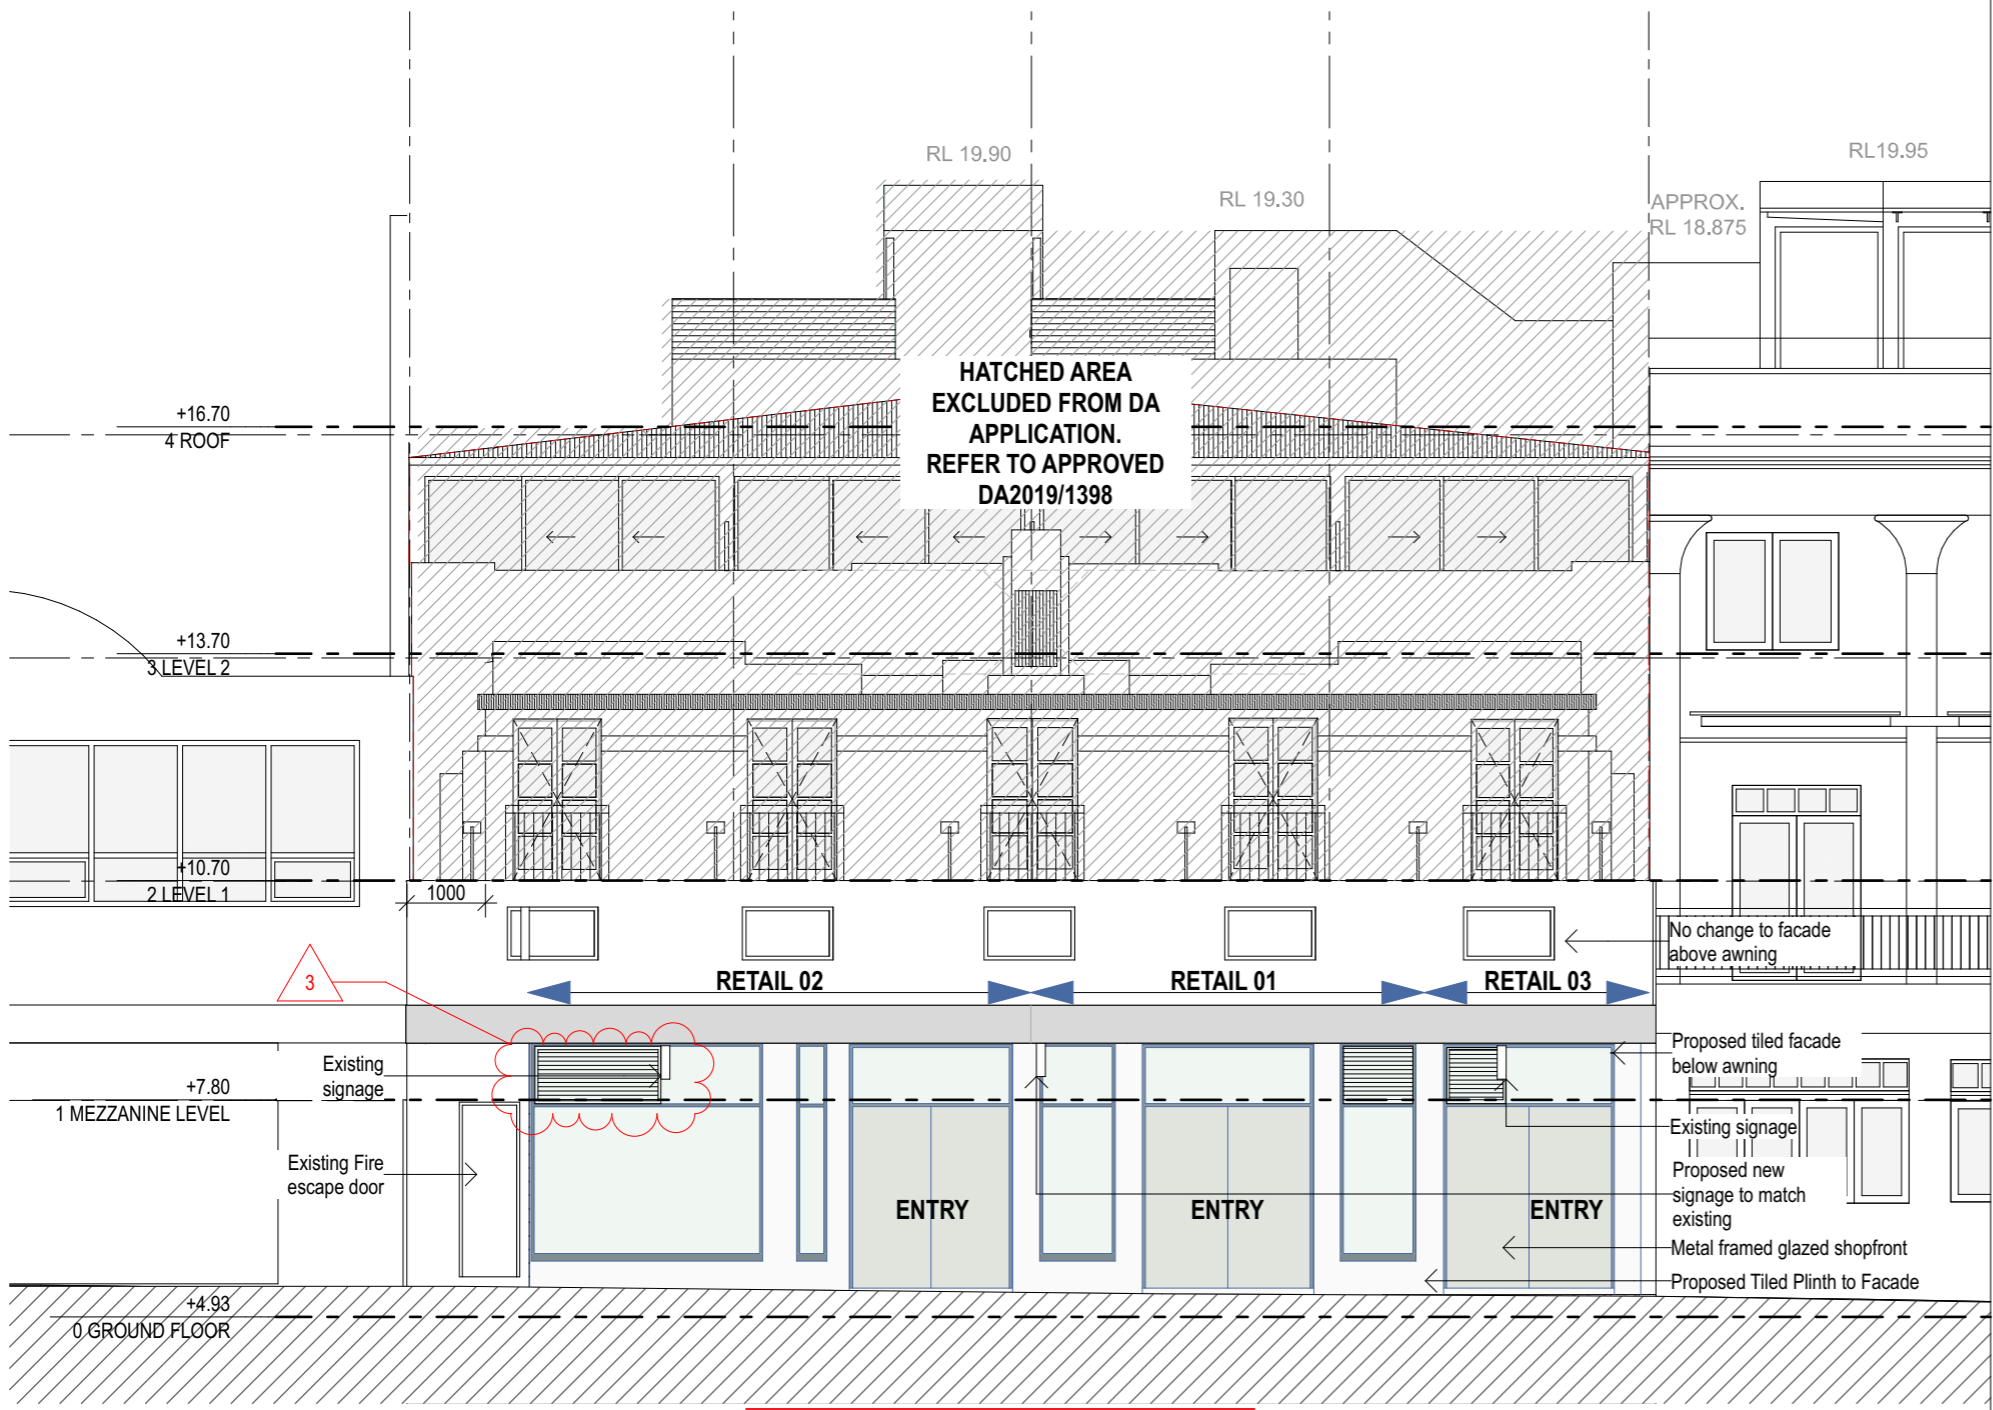 RL 19.90
RL19.95
RL 19.30
APPROX.
RL 18.875
HATCHED AREA
EXCLUDED FROM DA
APPLICATION.
REFER TO APPROVED
DA2019/1398
+16.70
4 ROOF
+13.70
3 LEVEL 2
+10.70
2 LEVEL 1
1000
No change to facade
above awning
3
RETAIL 02
RETAIL 01
RETAIL 03
Existing
signage
Proposed tiled facade
below awning
+7.80
1 MEZZANINE LEVEL
Existing signage
Existing Fire
escape door
Proposed new
signage to match
existing
ENTRY
ENTRY
ENTRY
Metal framed glazed shopfront
Proposed Tiled Plinth to Facade
+4.93
0 GROUND FLOOR